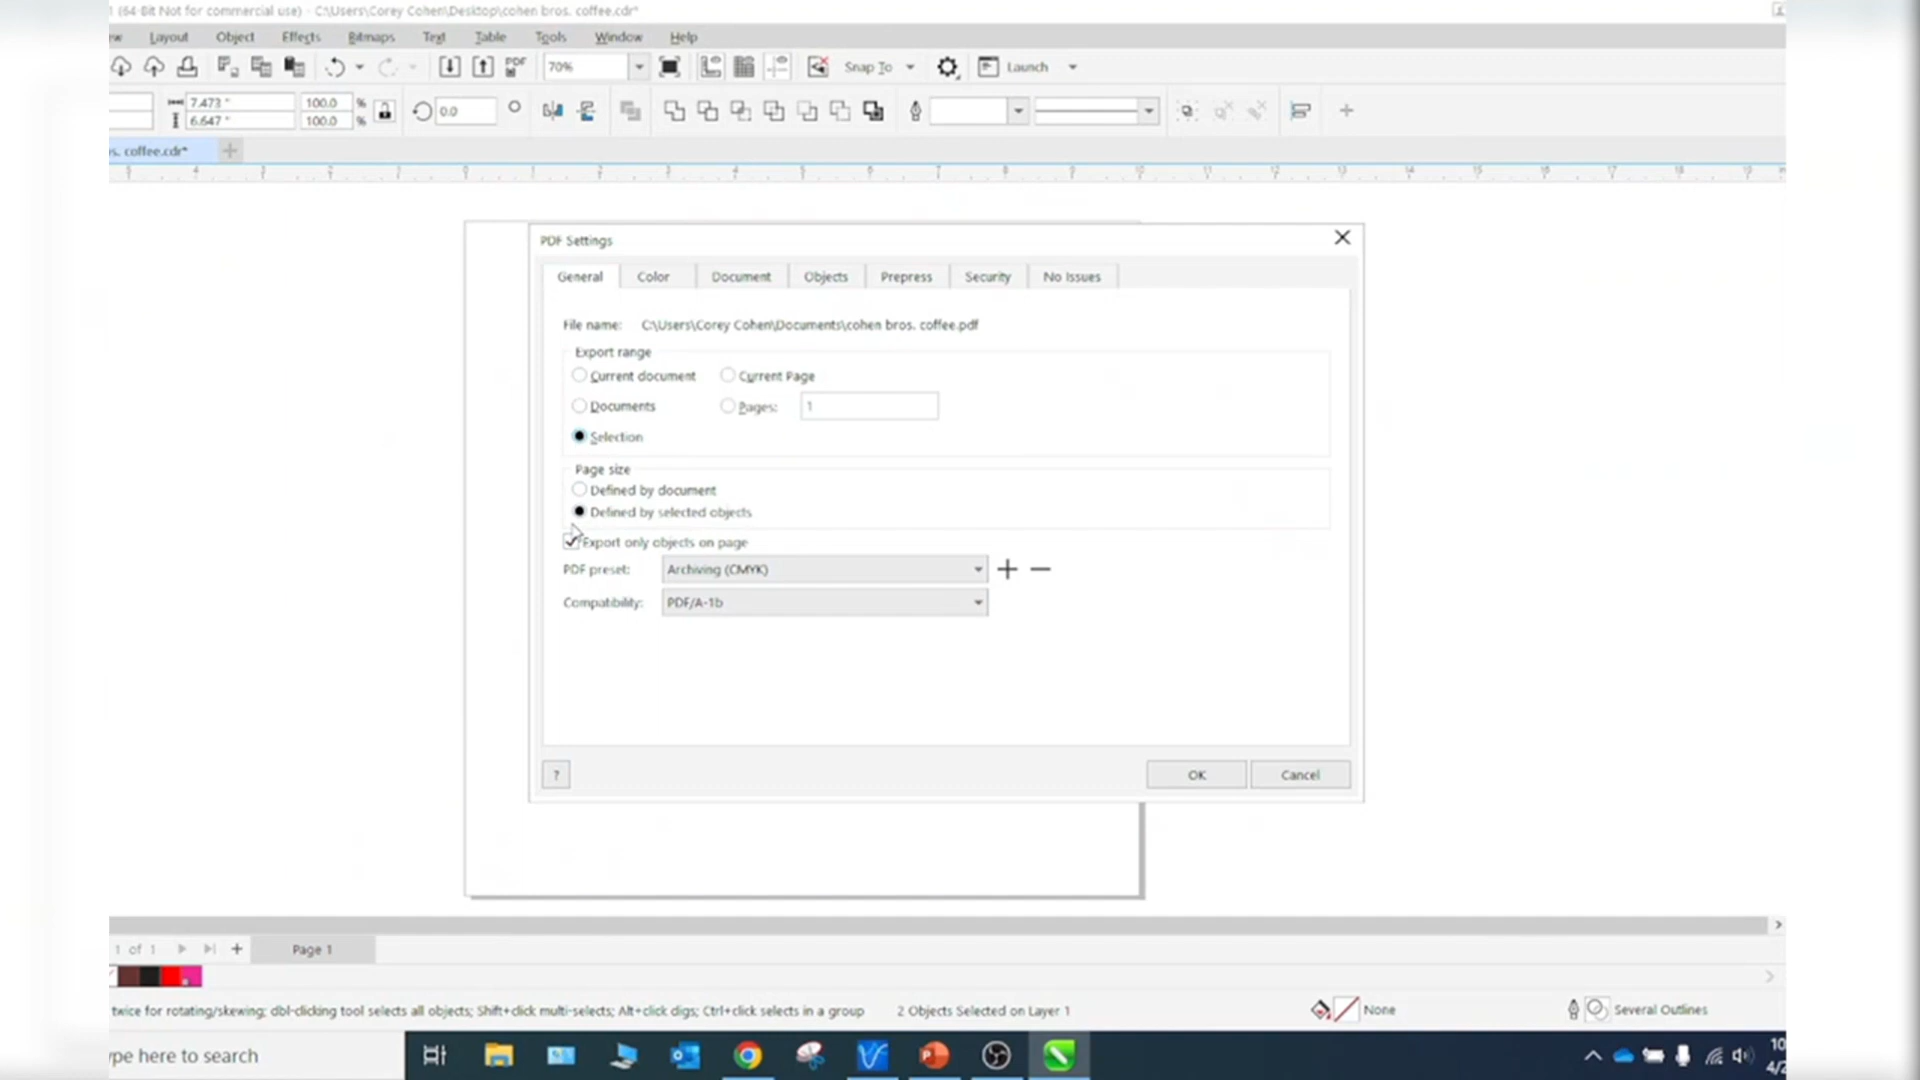 (64-Bit Not for commercial use) - C:\Users\Corey Cohen\Desktop\cohen bros. coffee.cdr*
Layout Object Effects Bitmaps Text Table Tools Window Help
PDF 70% Snap To Launch
7.473 " 100.0 % 0.0
6.647 " 100.0 %
s. coffee.cdr*
PDF Settings
General Color Document Objects Prepress Security No Issues
File name: C:\Users\Corey Cohen\Documents\cohen bros. coffee.pdf
Export range
Current document Current Page
Documents Pages: 1
Selection
Page size
Defined by document
Defined by selected objects
Export only objects on page
PDF preset: Archiving (CMYK)
Compatibility: PDF/A-1b
? OK Cancel
1 of 1 Page 1
twice for rotating/skewing; dbl-clicking tool selects all objects; Shift+click multi-selects; Alt+click digs; Ctrl+click selects in a group 2 Objects Selected on Layer 1 None Several Outlines
ype here to search 10
4/2